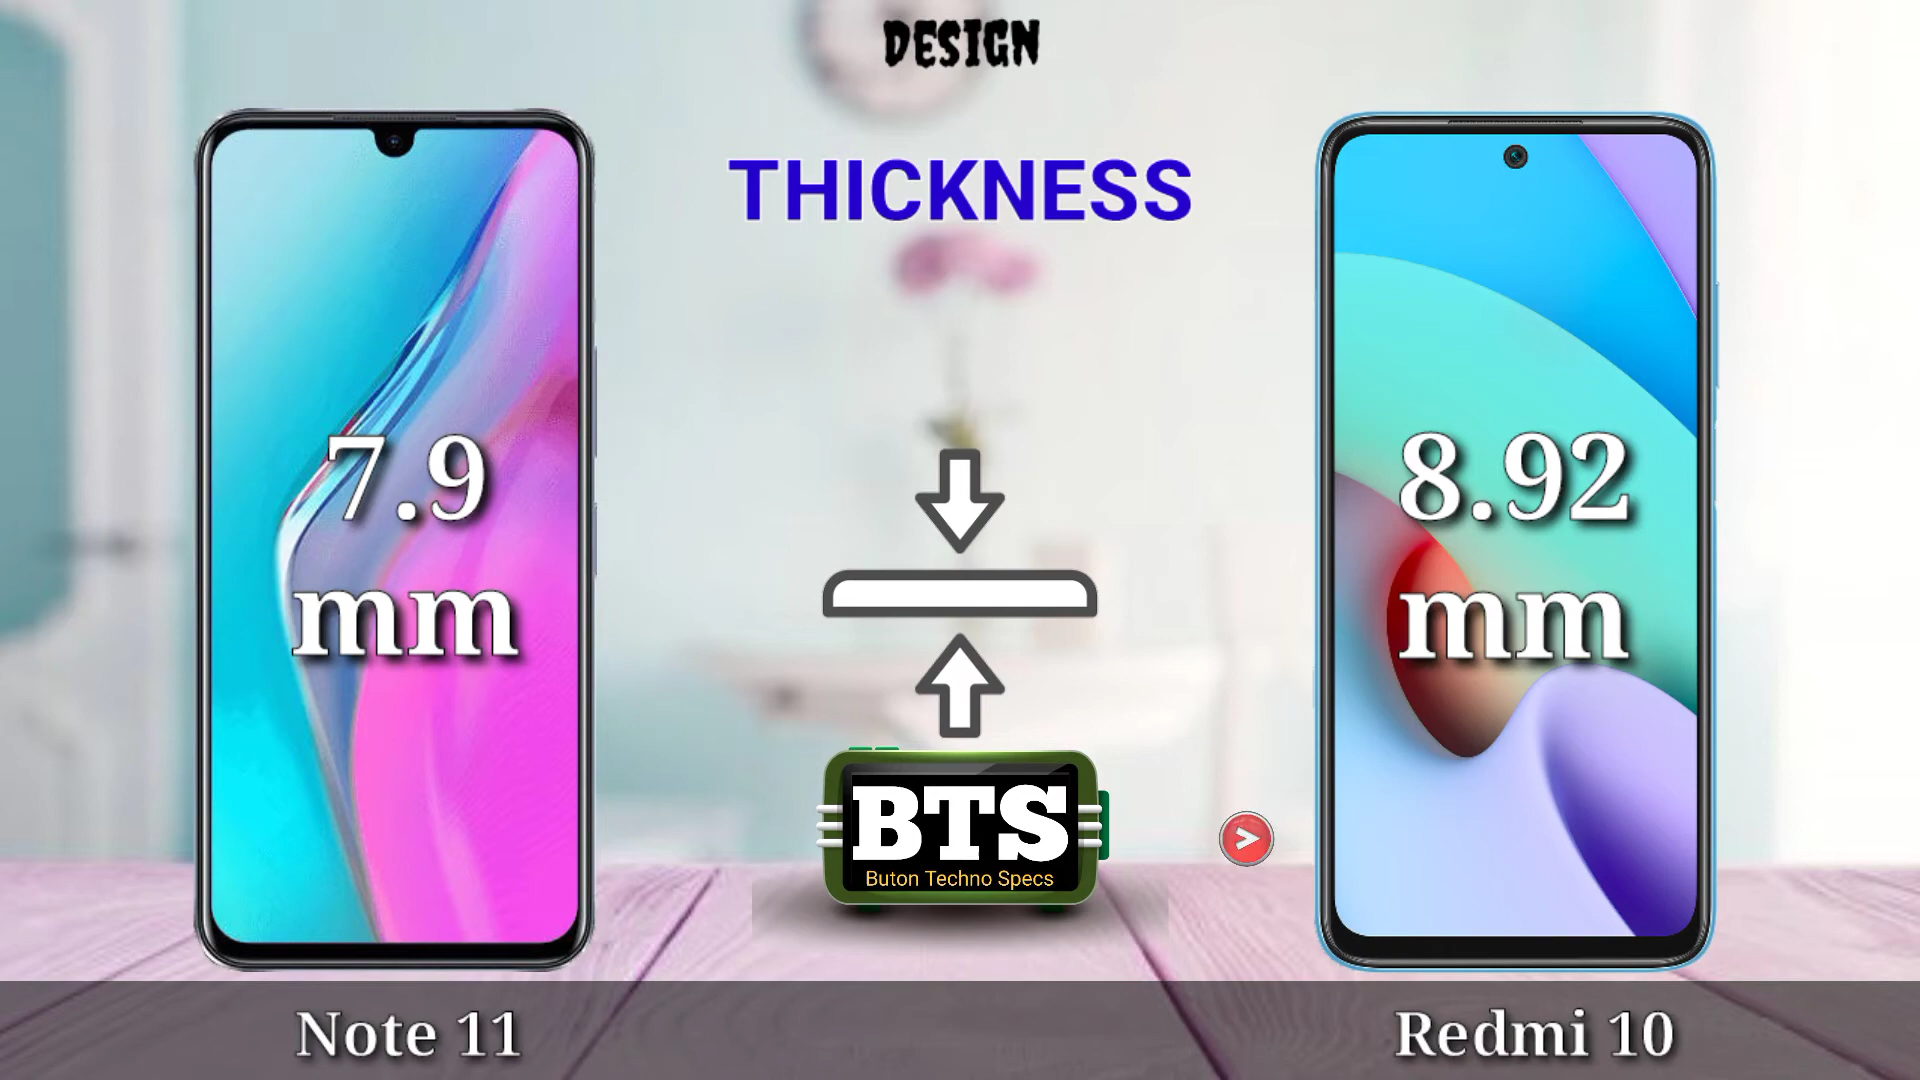 DESIGN
THICKNESS
7.9
mm
8.92
mm
BTS
Buton Techno Specs
Note 11
Redmi 10